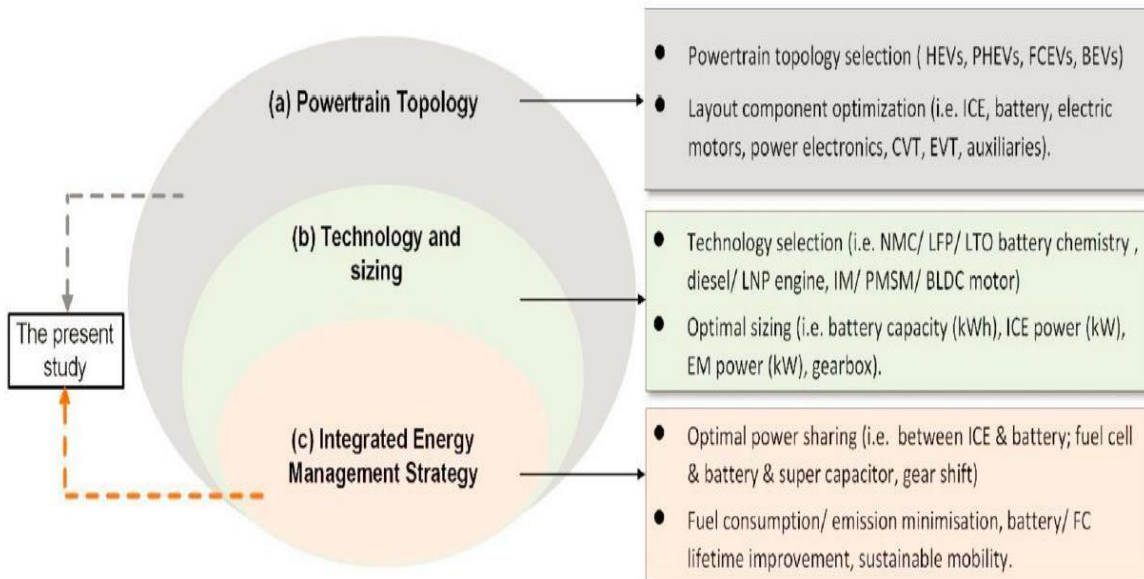 (a) Powertrain Topology
(b) Technology and
sizing
(c) Integrated Energy
Management Strategy
The present
study
● Powertrain topology selection ( HEVs, PHEVs, FCEVs, BEVs)
● Layout component optimization (i.e. ICE, battery, electric
motors, power electronics, CVT, EVT, auxiliaries).
● Technology selection (i.e. NMC/ LFP/ LTO battery chemistry ,
diesel/ LNP engine, IM/ PMSM/ BLDC motor)
● Optimal sizing (i.e. battery capacity (kWh), ICE power (kW),
EM power (kW), gearbox).
● Optimal power sharing (i.e. between ICE & battery; fuel cell
& battery & super capacitor, gear shift)
● Fuel consumption/ emission minimisation, battery/ FC
lifetime improvement, sustainable mobility.